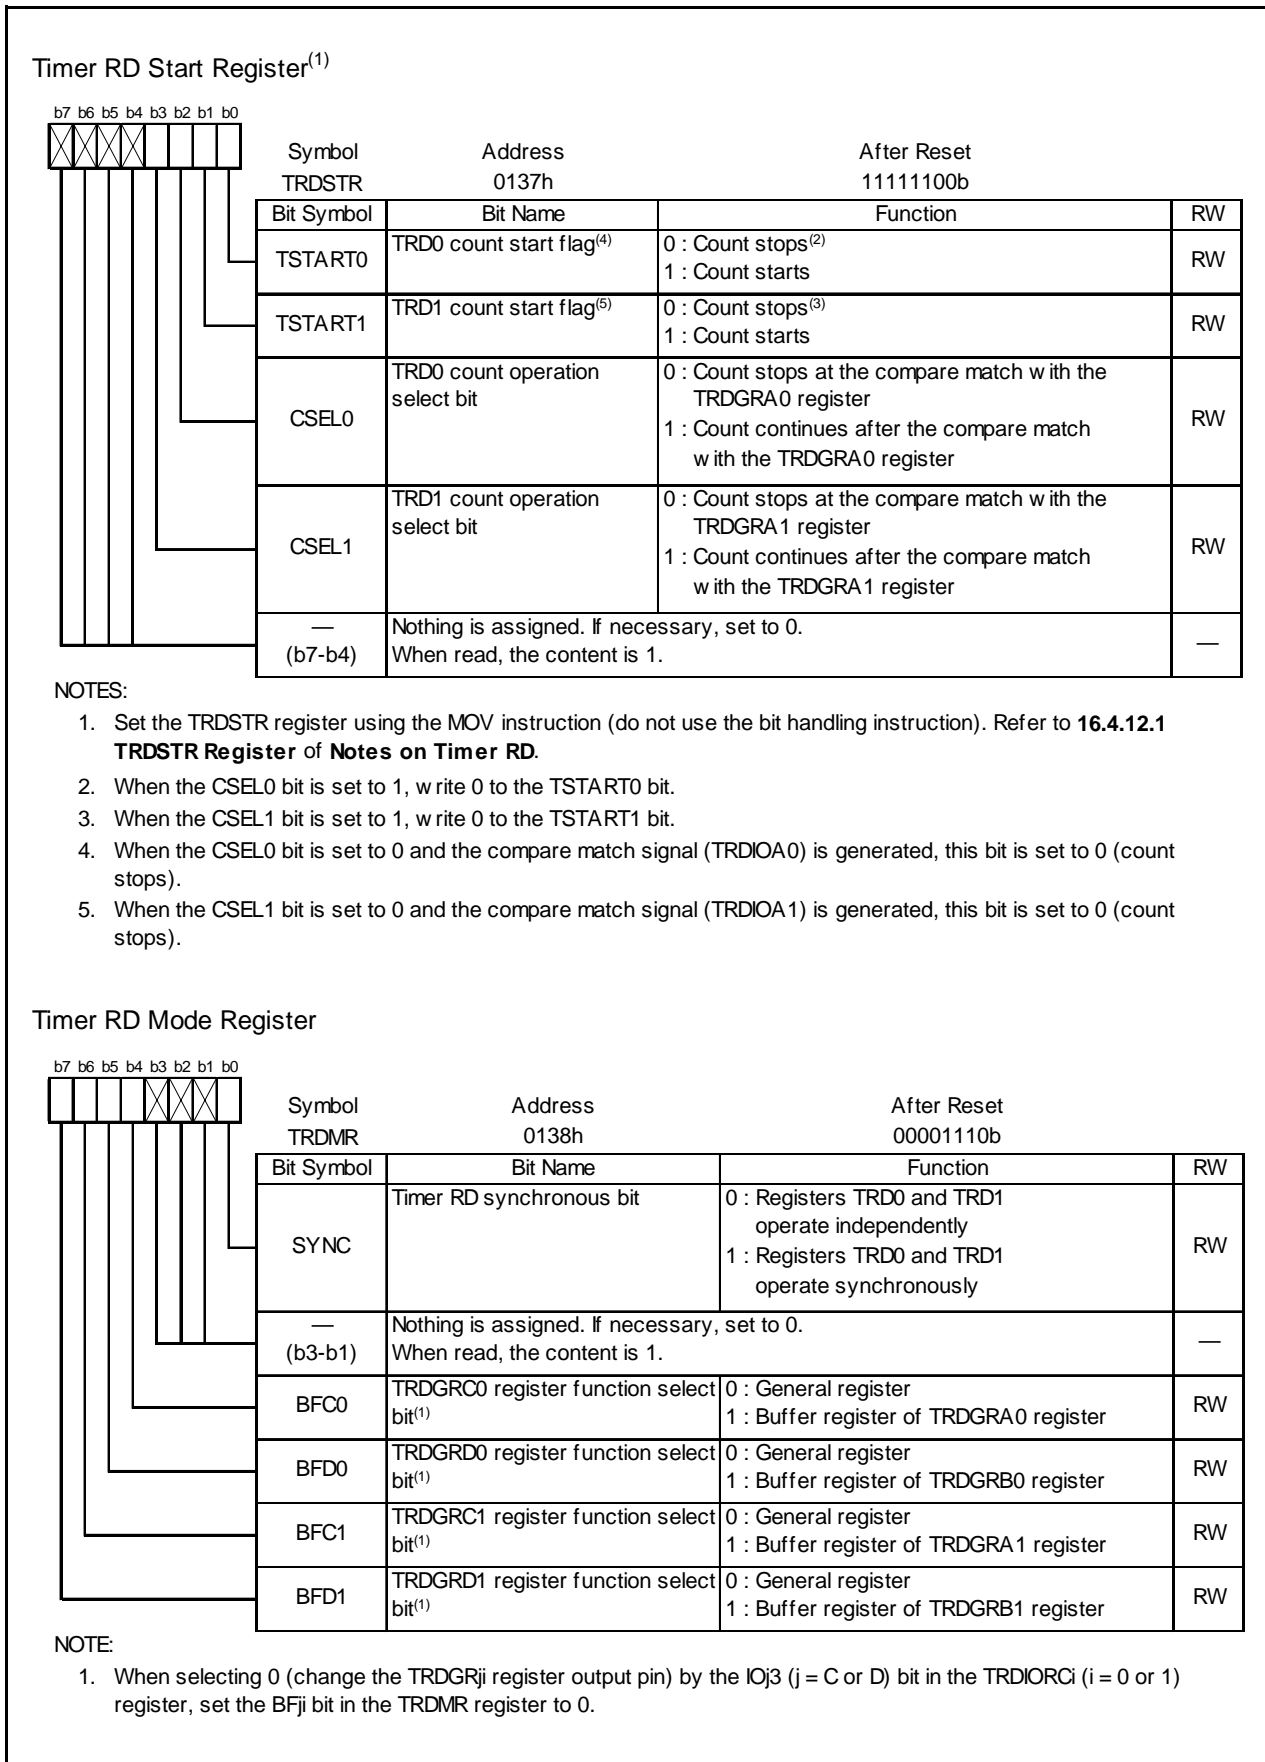 Timer RD Start Register(1)
b7 b6 b5 b4 b3 b2 b1 b0
Symbol Address After Reset
TRDSTR 0137h 11111100b
Bit Symbol Bit Name Function RW
TSTART0 TRD0 count start flag(4) 0 : Count stops(2) RW
1 : Count starts
TSTART1 TRD1 count start flag(5) 0 : Count stops(3) RW
1 : Count starts
CSEL0 TRD0 count operation 0 : Count stops at the compare match with the RW
select bit TRDGRA0 register
1 : Count continues after the compare match
with the TRDGRA0 register
CSEL1 TRD1 count operation 0 : Count stops at the compare match with the RW
select bit TRDGRA1 register
1 : Count continues after the compare match
with the TRDGRA1 register
— Nothing is assigned. If necessary, set to 0. —
(b7-b4) When read, the content is 1.
NOTES:
1. Set the TRDSTR register using the MOV instruction (do not use the bit handling instruction). Refer to 16.4.12.1
TRDSTR Register of Notes on Timer RD.
2. When the CSEL0 bit is set to 1, write 0 to the TSTART0 bit.
3. When the CSEL1 bit is set to 1, write 0 to the TSTART1 bit.
4. When the CSEL0 bit is set to 0 and the compare match signal (TRDIOA0) is generated, this bit is set to 0 (count
stops).
5. When the CSEL1 bit is set to 0 and the compare match signal (TRDIOA1) is generated, this bit is set to 0 (count
stops).
Timer RD Mode Register
b7 b6 b5 b4 b3 b2 b1 b0
Symbol Address After Reset
TRDMR 0138h 00001110b
Bit Symbol Bit Name Function RW
SYNC Timer RD synchronous bit 0 : Registers TRD0 and TRD1 RW
operate independently
1 : Registers TRD0 and TRD1
operate synchronously
— Nothing is assigned. If necessary, set to 0. —
(b3-b1) When read, the content is 1.
BFC0 TRDGRC0 register function select 0 : General register RW
bit(1) 1 : Buffer register of TRDGRA0 register
BFD0 TRDGRD0 register function select 0 : General register RW
bit(1) 1 : Buffer register of TRDGRB0 register
BFC1 TRDGRC1 register function select 0 : General register RW
bit(1) 1 : Buffer register of TRDGRA1 register
BFD1 TRDGRD1 register function select 0 : General register RW
bit(1) 1 : Buffer register of TRDGRB1 register
NOTE:
1. When selecting 0 (change the TRDGRji register output pin) by the IOj3 (j = C or D) bit in the TRDIORCi (i = 0 or 1)
register, set the BFji bit in the TRDMR register to 0.